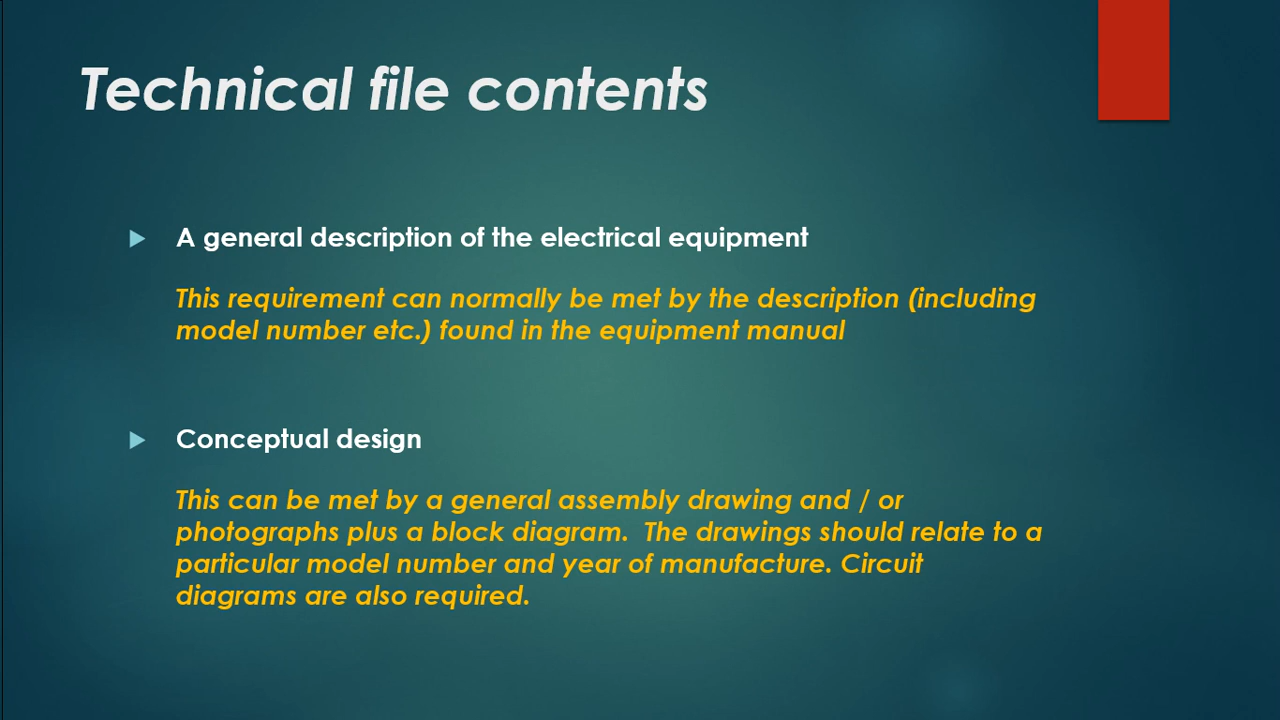 Technical file contents
A general description of the electrical equipment
This requirement can normally be met by the description (including
model number etc.) found in the equipment manual
Conceptual design
This can be met by a general assembly drawing and / or
photographs plus a block diagram.  The drawings should relate to a
particular model number and year of manufacture. Circuit
diagrams are also required.